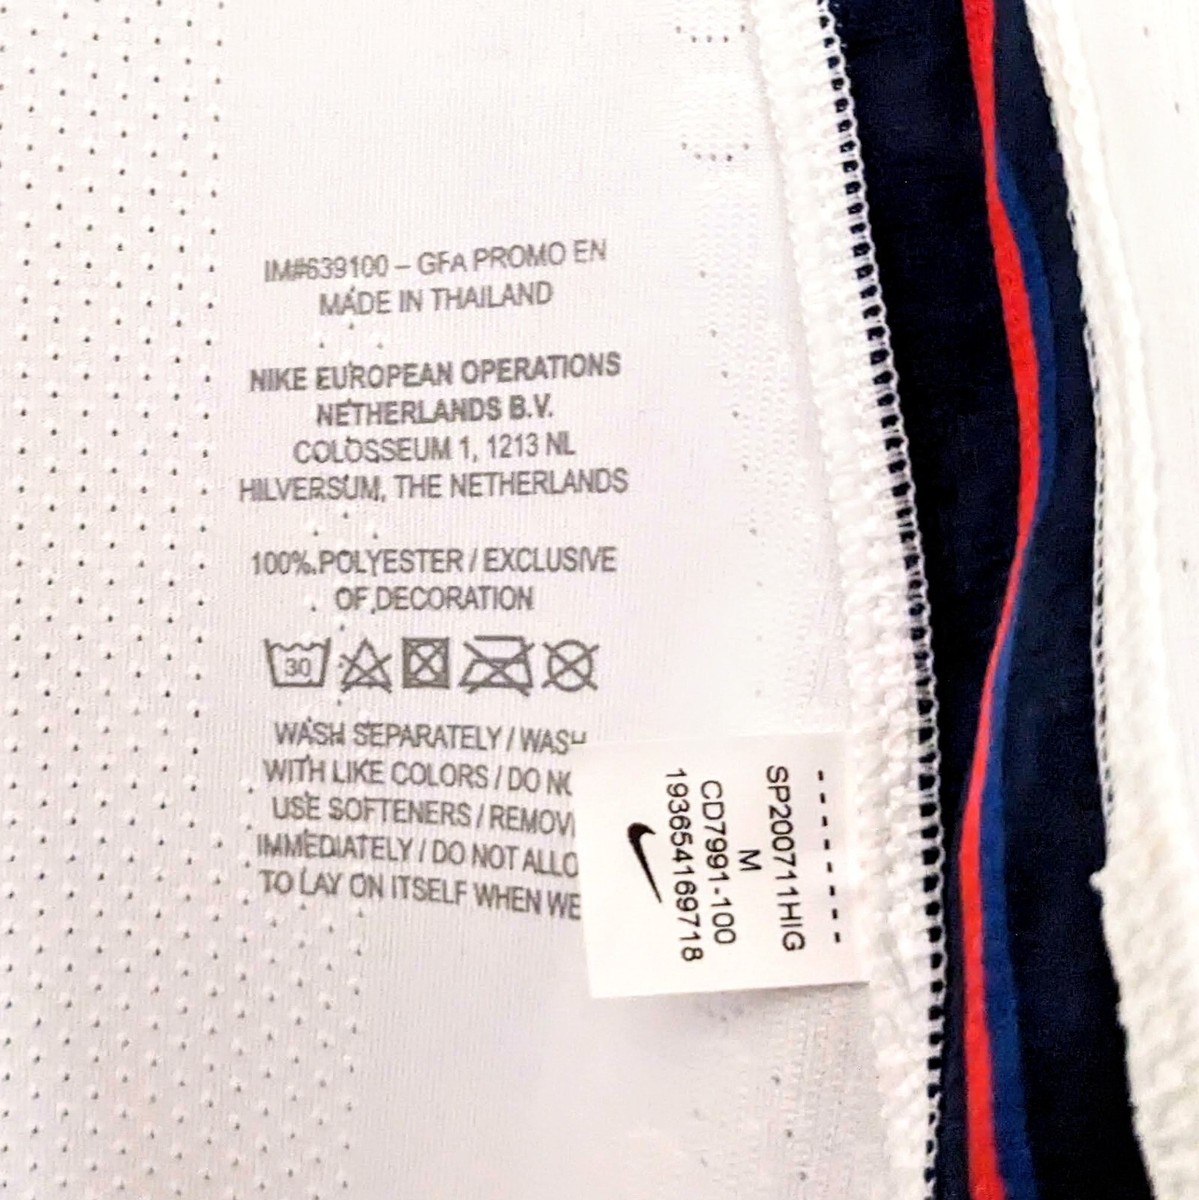 IM#639100 – GFA PROMO EN
MADE IN THAILAND
NIKE EUROPEAN OPERATIONS
NETHERLANDS B.V.
COLOSSEUM 1, 1213 NL
HILVERSUM, THE NETHERLANDS
100% POLYESTER / EXCLUSIVE
OF DECORATION
30
WASH SEPARATELY / WASH
WITH LIKE COLORS / DO NO
USE SOFTENERS / REMOV
IMMEDIATELY / DO NOT ALLO
TO LAY ON ITSELF WHEN WE
SP200711HIG
M
CD7991-100
193654169718